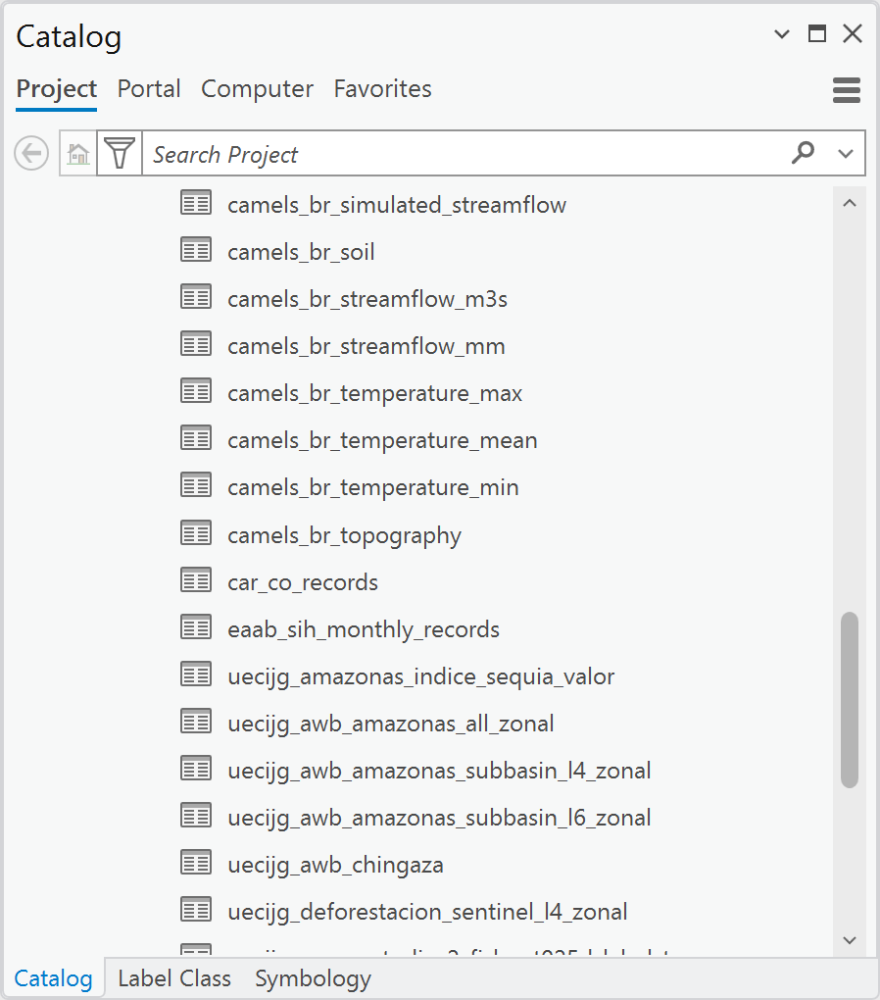 Catalog
Project Portal Computer Favorites
Search Project
camels_br_simulated_streamflow
camels_br_soil
camels_br_streamflow_m3s
camels_br_streamflow_mm
camels_br_temperature_max
camels_br_temperature_mean
camels_br_temperature_min
camels_br_topography
car_co_records
eaab_sih_monthly_records
uecijg_amazonas_indice_sequia_valor
uecijg_awb_amazonas_all_zonal
uecijg_awb_amazonas_subbasin_l4_zonal
uecijg_awb_amazonas_subbasin_l6_zonal
uecijg_awb_chingaza
uecijg_deforestacion_sentinel_l4_zonal
Catalog Label Class Symbology